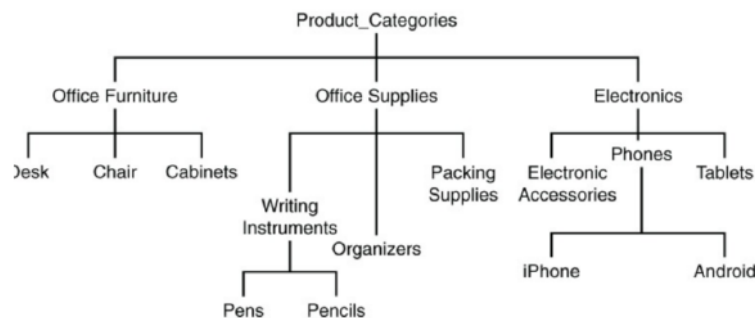 Product_Categories
Office Furniture
Office Supplies
Electronics
Desk
Chair
Cabinets
Writing
Instruments
Organizers
Packing
Supplies
Electronic
Accessories
Phones
Tablets
Pens
Pencils
iPhone
Android